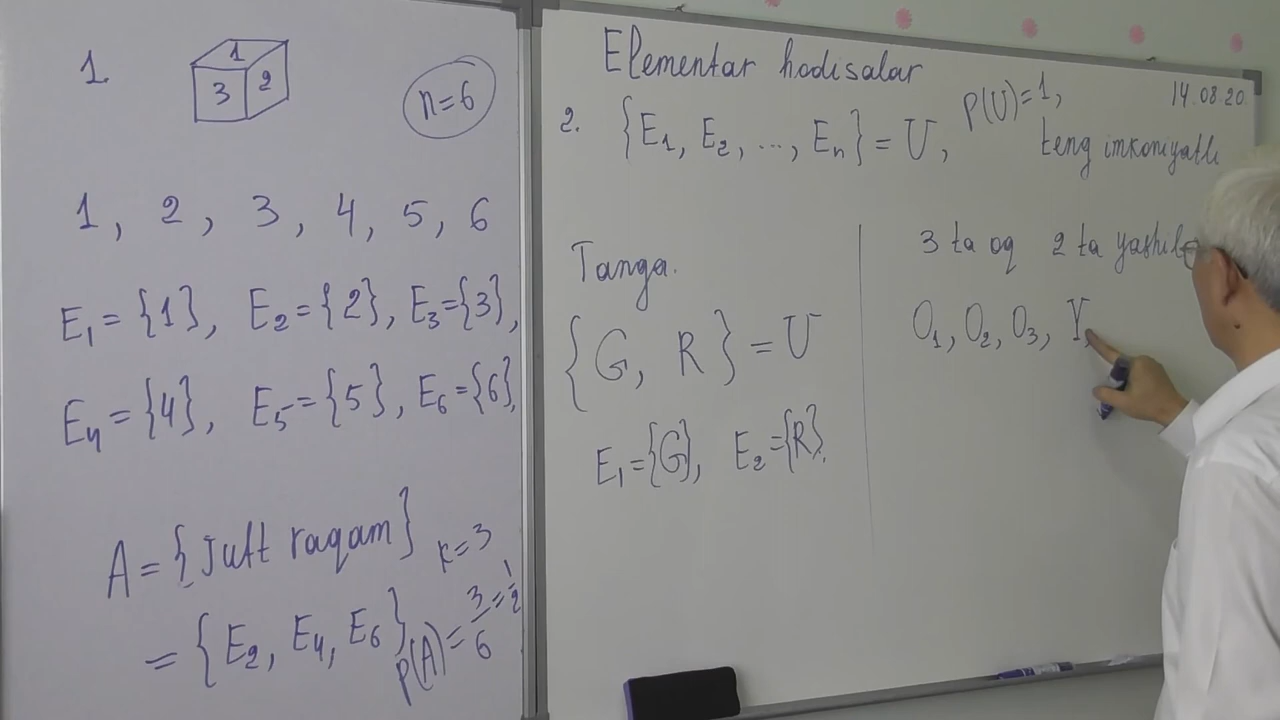 1.
1
3 2
n=6
1, 2, 3, 4, 5, 6
E₁={1}, E₂={2}, E₃={3},
E₄={4}, E₅={5}, E₆={6},
A={Juft raqam} k=3
={E₂, E₄, E₆} P(A)=3/6=1/2
Elementar hodisalar
14.08.20
2. {E₁, E₂, ..., Eₙ}=U, P(U)=1,
teng imkoniyatli
Tanga.
{G, R}=U
E₁={G}, E₂={R}.
3 ta oq 2 ta yashil
O₁, O₂, O₃, Y